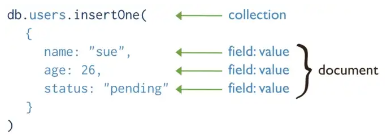 db.users.insertOne( collection
{
name: "sue", field: value
age: 26, field: value document
status: "pending" field: value
}
)